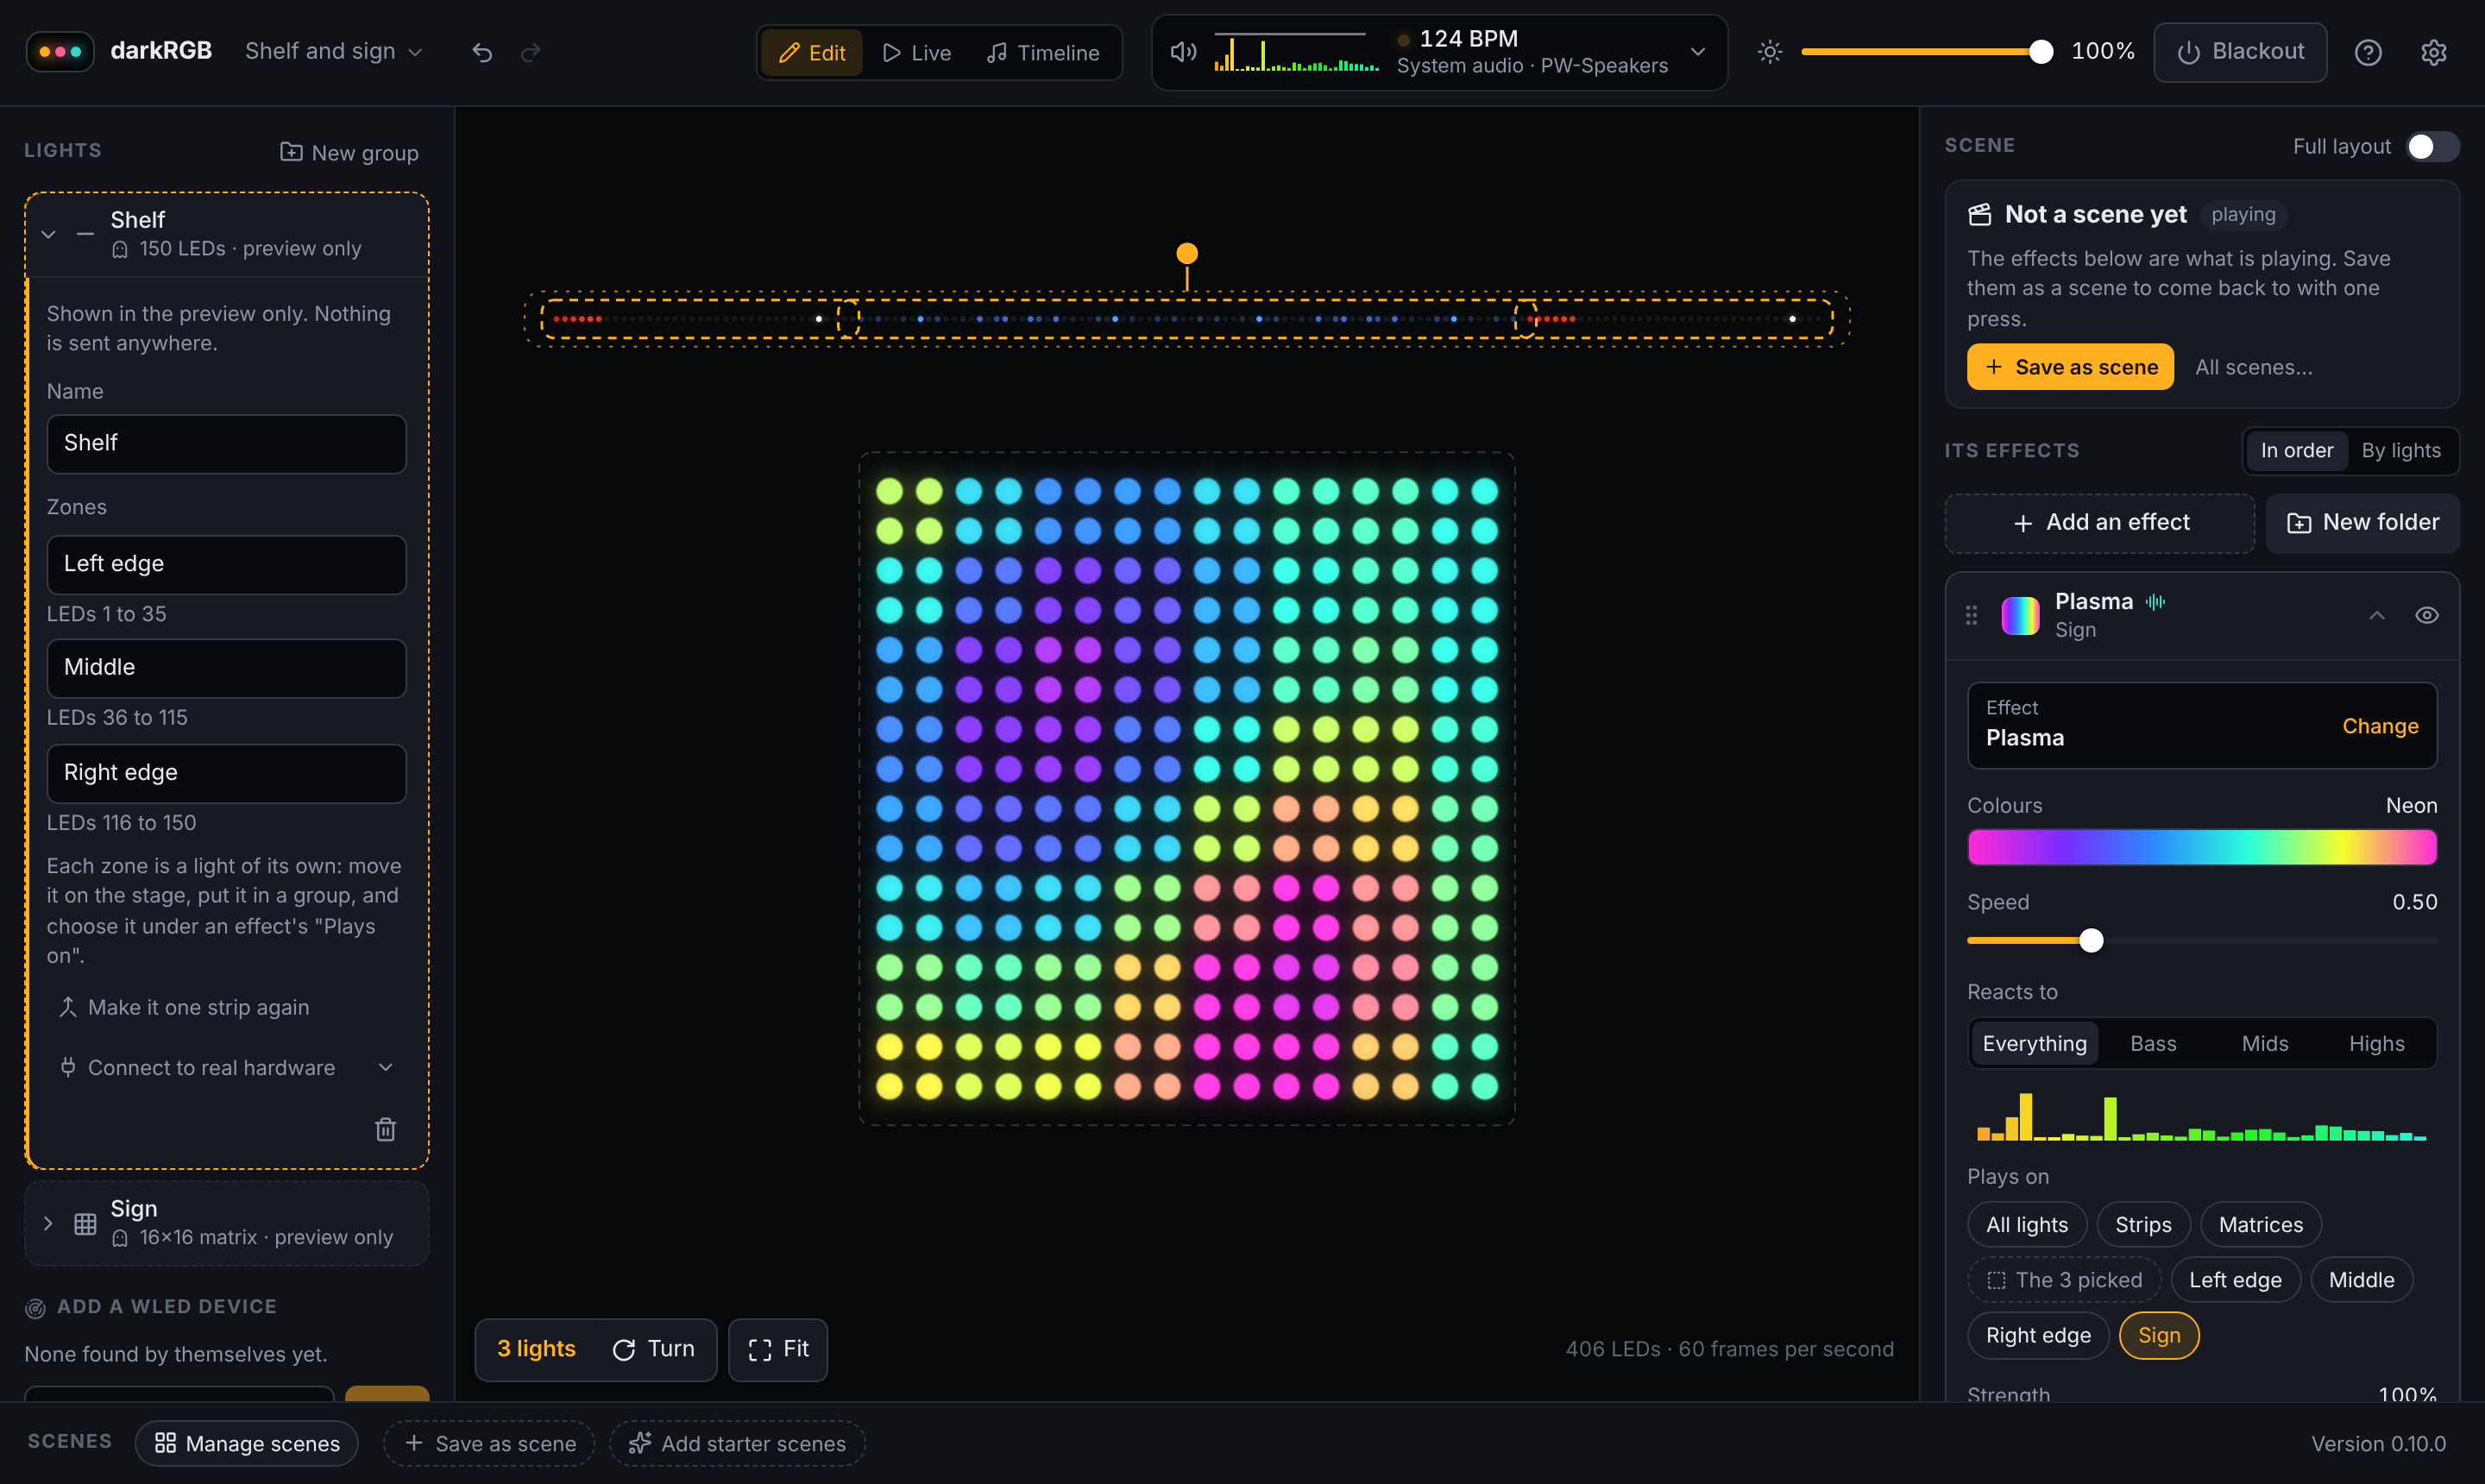 darkRGB
Shelf and sign
Edit
Live
Timeline
124 BPM
System audio · PW-Speakers
100%
Blackout
LIGHTS
New group
Shelf
150 LEDs · preview only
Shown in the preview only. Nothing
is sent anywhere.
Name
Shelf
Zones
Left edge
LEDs 1 to 35
Middle
LEDs 36 to 115
Right edge
LEDs 116 to 150
Each zone is a light of its own: move
it on the stage, put it in a group, and
choose it under an effect's "Plays
on".
Make it one strip again
Connect to real hardware
Sign
16×16 matrix · preview only
ADD A WLED DEVICE
None found by themselves yet.
3 lights
Turn
Fit
406 LEDs · 60 frames per second
SCENE
Full layout
Not a scene yet
playing
The effects below are what is playing. Save
them as a scene to come back to with one
press.
Save as scene
All scenes...
ITS EFFECTS
In order
By lights
Add an effect
New folder
Plasma
Sign
Effect
Plasma
Change
Colours
Neon
Speed
0.50
Reacts to
Everything
Bass
Mids
Highs
Plays on
All lights
Strips
Matrices
The 3 picked
Left edge
Middle
Right edge
Sign
Strength
100%
SCENES
Manage scenes
Save as scene
Add starter scenes
Version 0.10.0